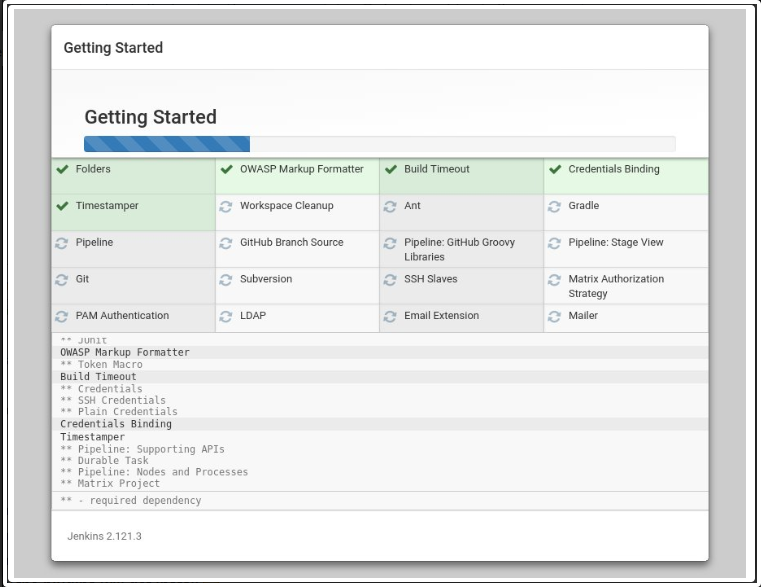 Getting Started
Getting Started
Folders
OWASP Markup Formatter
Build Timeout
Credentials Binding
Timestamper
Workspace Cleanup
Ant
Gradle
Pipeline
GitHub Branch Source
Pipeline: GitHub Groovy
Libraries
Pipeline: Stage View
Git
Subversion
SSH Slaves
Matrix Authorization
Strategy
PAM Authentication
LDAP
Email Extension
Mailer
** JUnit
OWASP Markup Formatter
** Token Macro
Build Timeout
** Credentials
** SSH Credentials
** Plain Credentials
Credentials Binding
Timestamper
** Pipeline: Supporting APIs
** Durable Task
** Pipeline: Nodes and Processes
** Matrix Project
** - required dependency
Jenkins 2.121.3